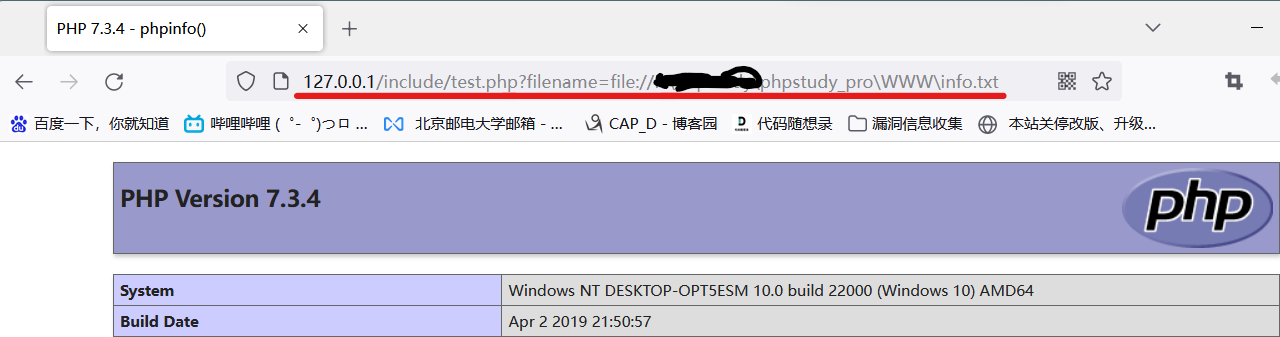 PHP 7.3.4 - phpinfo()
127.0.0.1/include/test.php?filename=file:// phpstudy_pro\WWW\info.txt
百度一下，你就知道 哔哩哔哩 ( ゜- ゜)つロ ... 北京邮电大学邮箱 - ... CAP_D - 博客园 代码随想录 漏洞信息收集 本站关停改版、升级...
PHP Version 7.3.4
php
System Windows NT DESKTOP-OPT5ESM 10.0 build 22000 (Windows 10) AMD64
Build Date Apr 2 2019 21:50:57